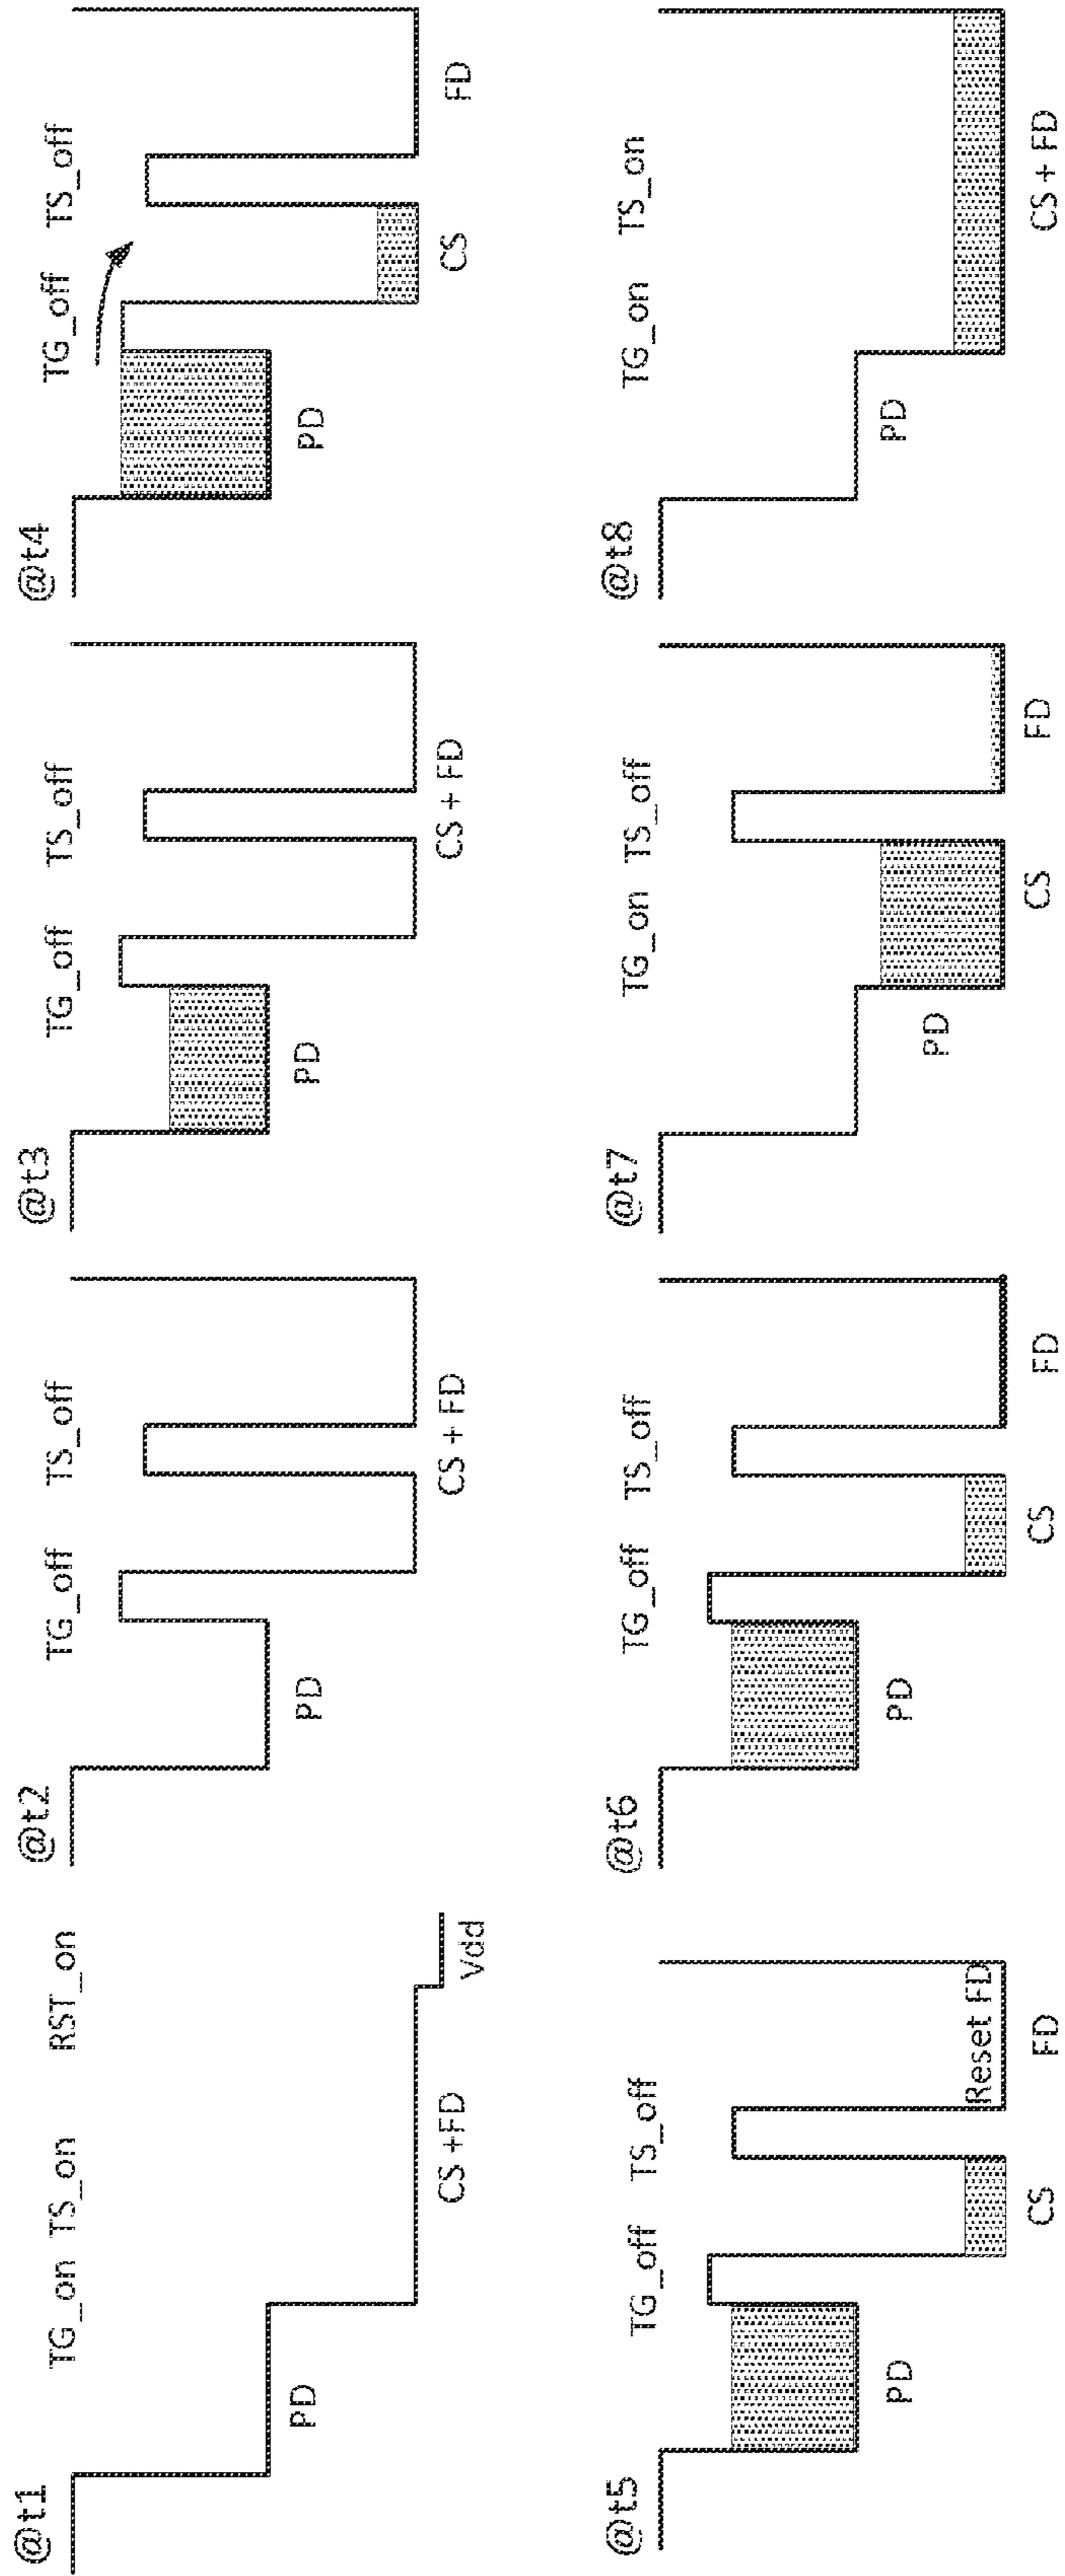 @t1
TG_on TS_on RST_on
PD
CS +FD
Vdd
@t2
TG_off TS_off
PD
CS + FD
@t3
TG_off TS_off
PD
CS + FD
@t4
TG_off TS_off
PD
CS
FD
@t5
TG_off TS_off
Reset FD
PD
CS
FD
@t6
TG_off TS_off
PD
CS
FD
@t7
TG_on TS_off
PD
CS
FD
@t8
TG_on TS_on
PD
CS + FD